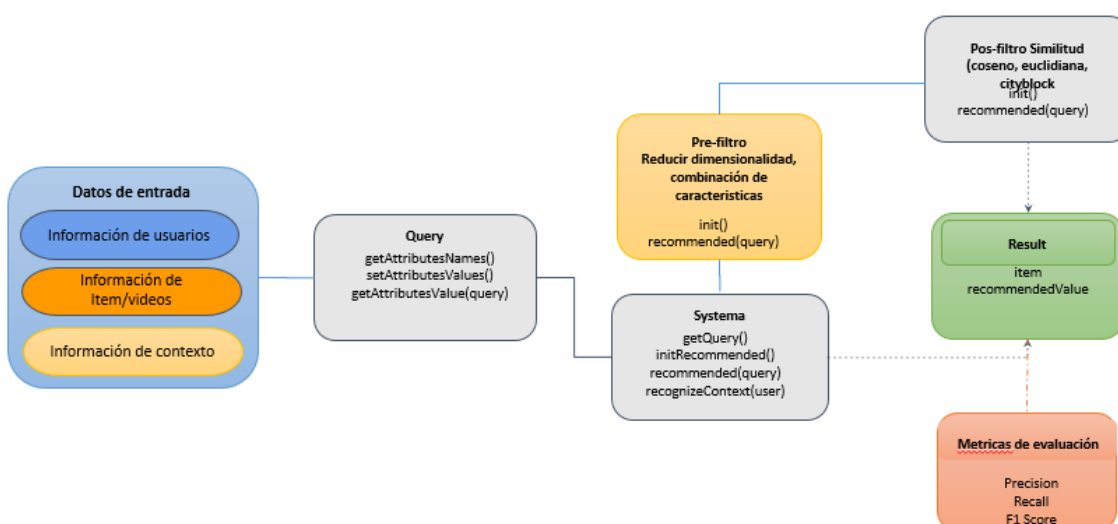 Datos de entrada
Información de usuarios
Información de
Item/videos
Información de contexto
Query
getAttributesNames()
setAttributesValues()
getAttributesValue(query)
Pre-filtro
Reducir dimensionalidad,
combinación de
caracteristicas
init()
recommended(query)
Systema
getQuery()
initRecommended()
recommended(query)
recognizeContext(user)
Pos-filtro Similitud
(coseno, euclidiana,
cityblock
init()
recommended(query)
Result
item
recommendedValue
Metricas de evaluación
Precision
Recall
F1 Score